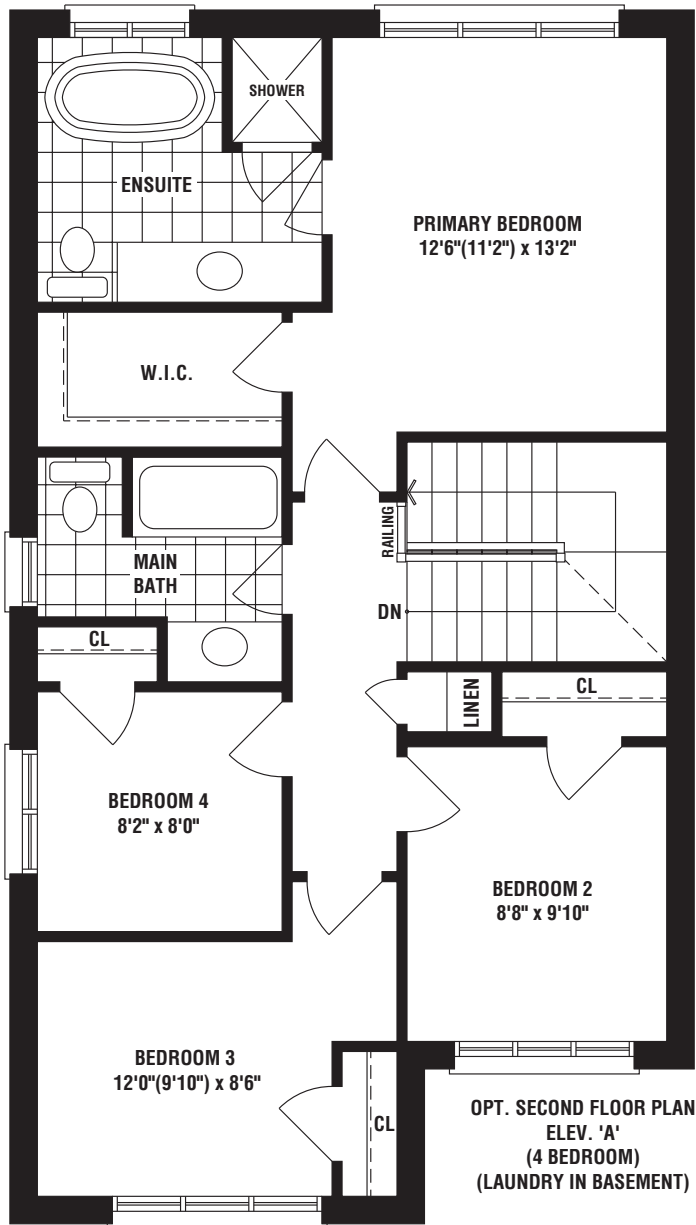 SHOWER
ENSUITE
PRIMARY BEDROOM
12'6"(11'2") x 13'2"
W.I.C.
RAILING
MAIN
BATH
DN
CL
LINEN
CL
BEDROOM 4
8'2" x 8'0"
BEDROOM 2
8'8" x 9'10"
BEDROOM 3
12'0"(9'10") x 8'6"
CL
OPT. SECOND FLOOR PLAN
ELEV. 'A'
(4 BEDROOM)
(LAUNDRY IN BASEMENT)